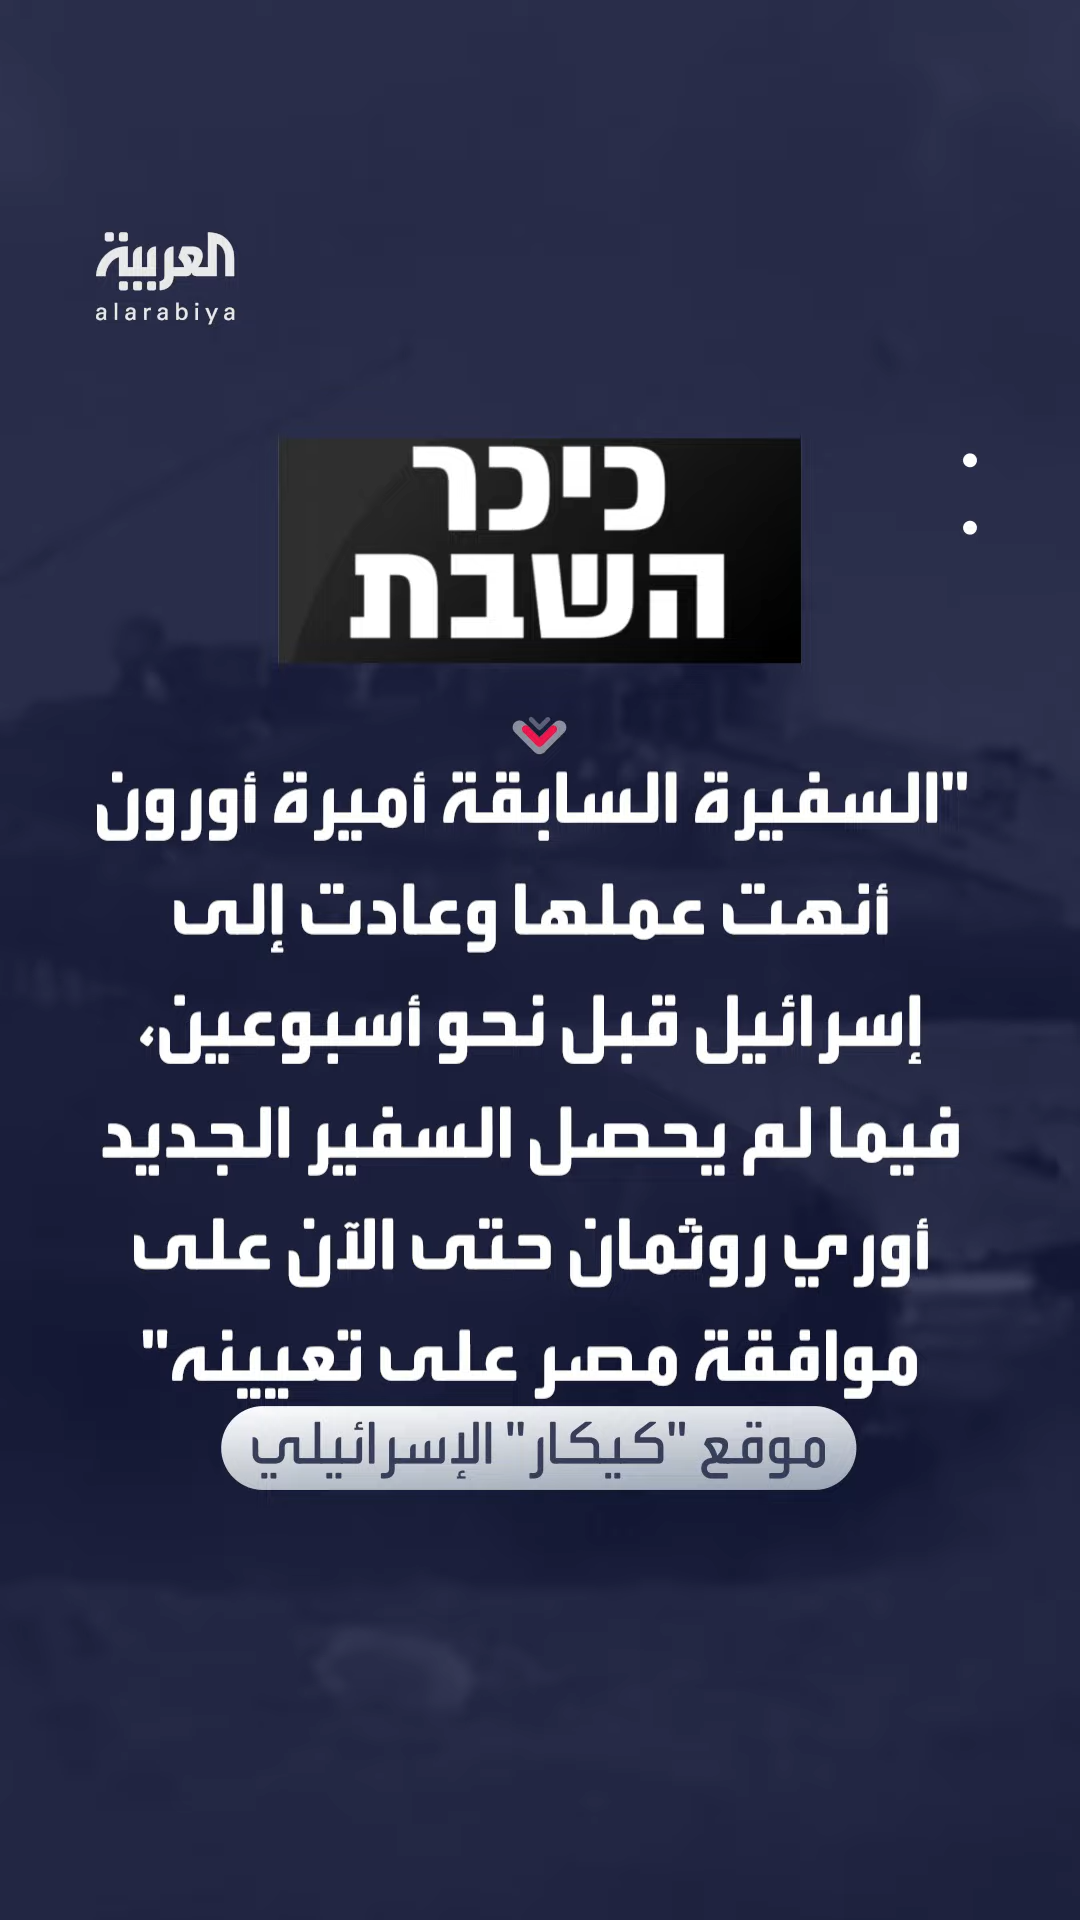 العربية
alarabiya
כיכר
השבת
"السفيرة السابقة أميرة أورون
أنهت عملها وعادت إلى
إسرائيل قبل نحو أسبوعين،
فيما لم يحصل السفير الجديد
أوري روثمان حتى الآن على
موافقة مصر على تعيينه"
موقع "كيكار" الإسرائيلي